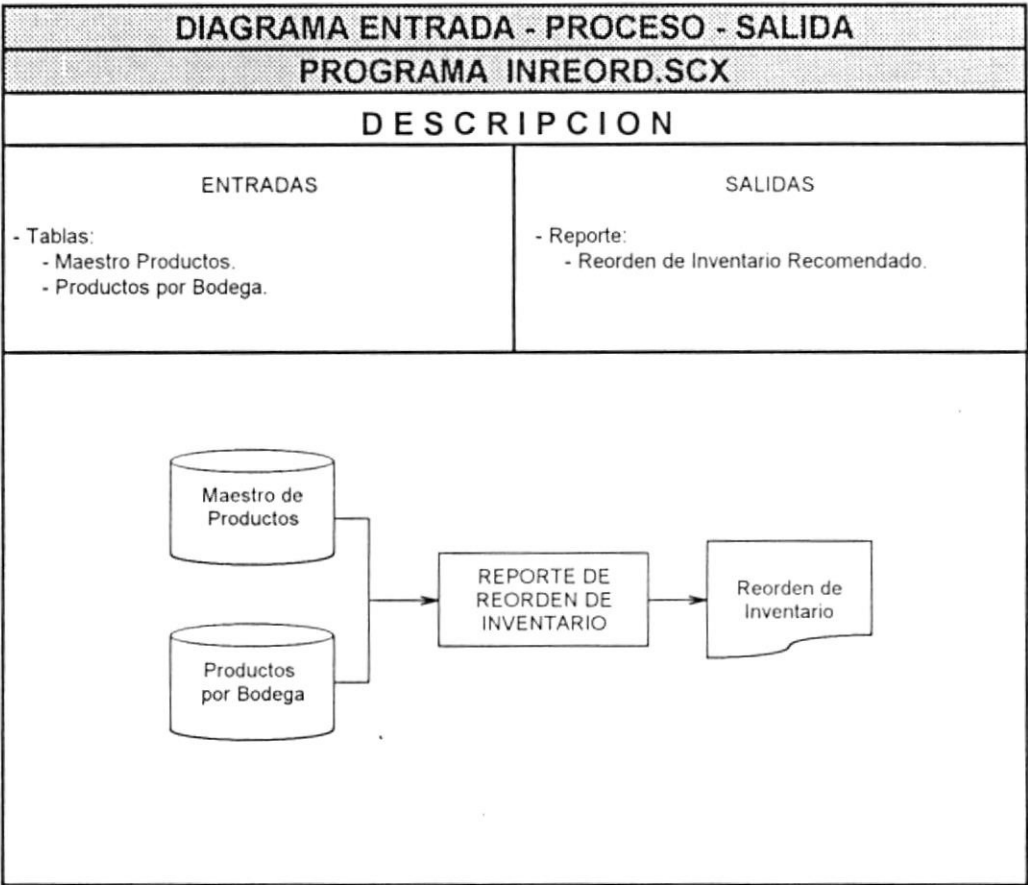 DIAGRAMA ENTRADA - PROCESO - SALIDA
PROGRAMA INREORD.SCX
DESCRIPCION
ENTRADAS
- Tablas:
- Maestro Productos.
- Productos por Bodega.
SALIDAS
- Reporte:
- Reorden de Inventario Recomendado.
Maestro de
Productos
Productos
por Bodega
REPORTE DE
REORDEN DE
INVENTARIO
Reorden de
Inventario